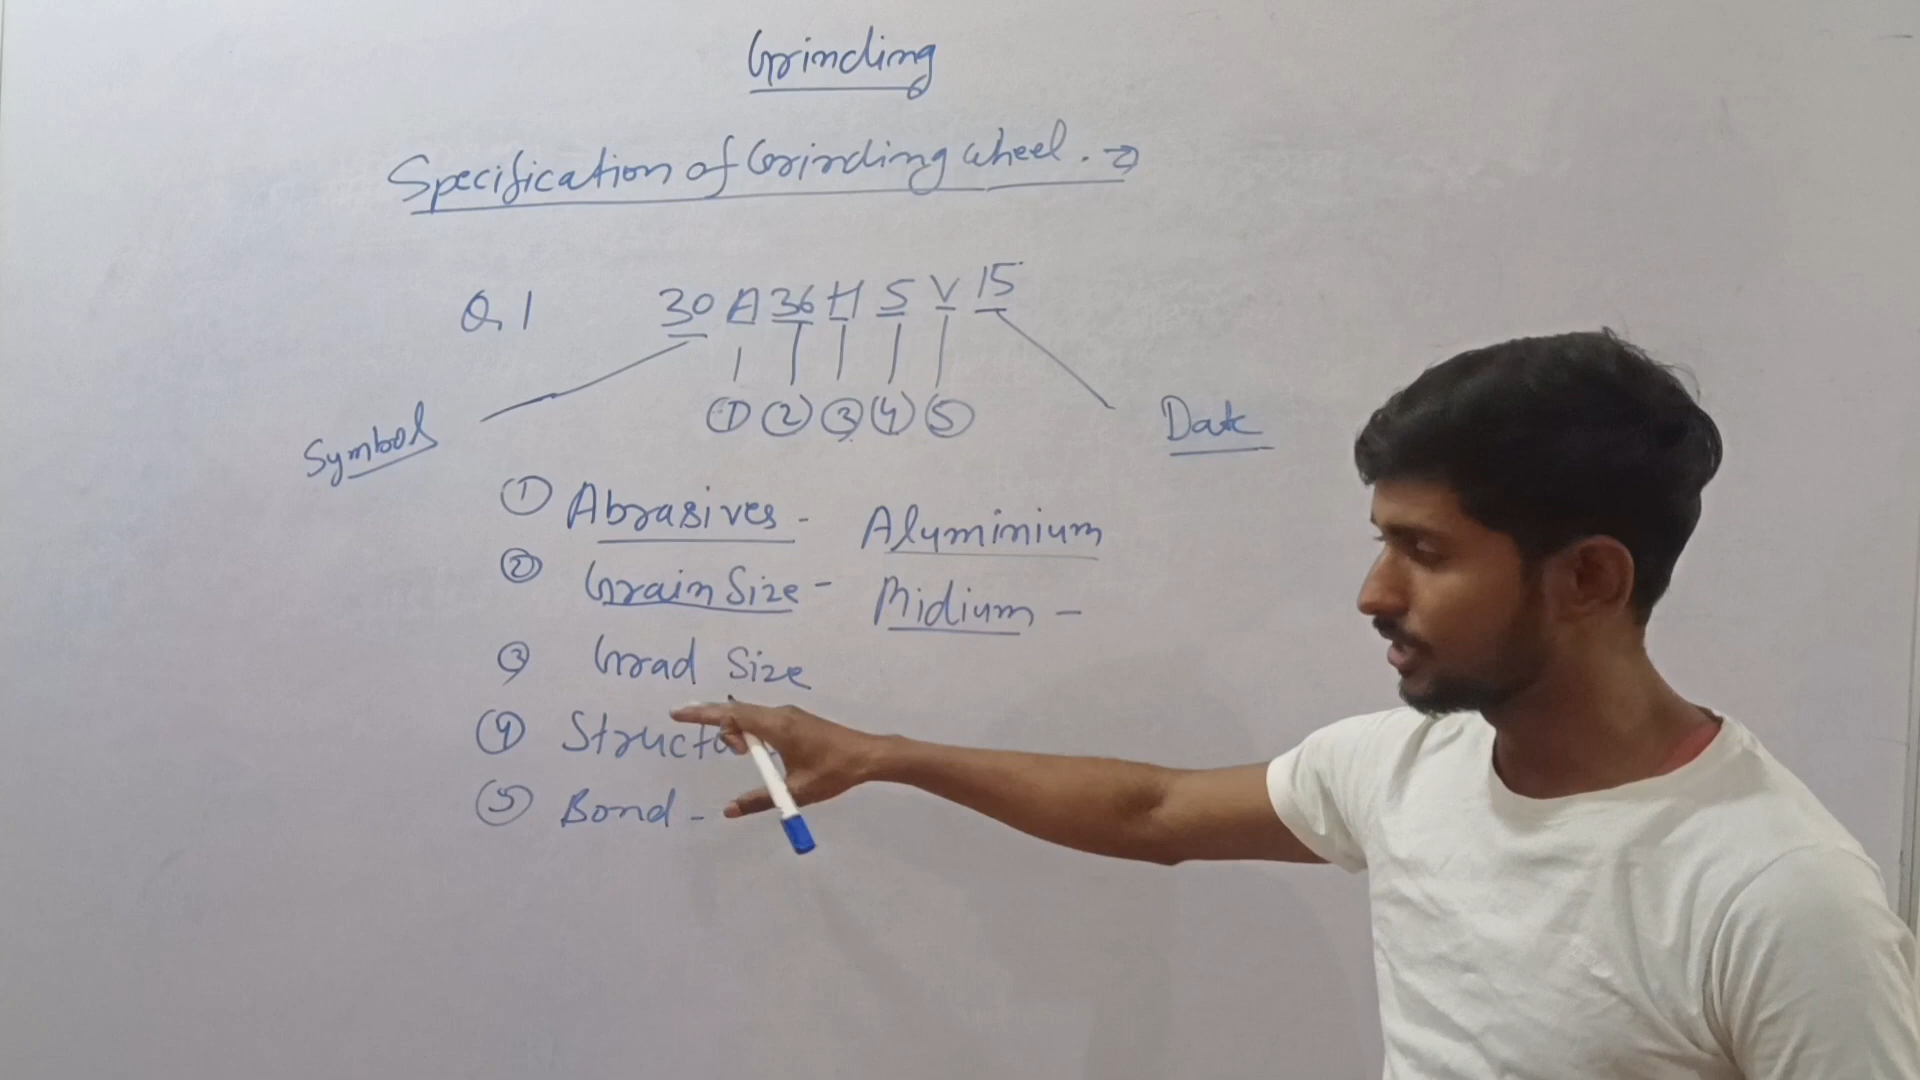 Grinding
Specification of Grinding wheel. →
Q.1 30 A 36 H 5 V 15
① ② ③ ④ ⑤
Symbol
Date
① Abrasives - Aluminium
② Grain Size - Midium -
③ Grad Size
④
⑤ Bond -